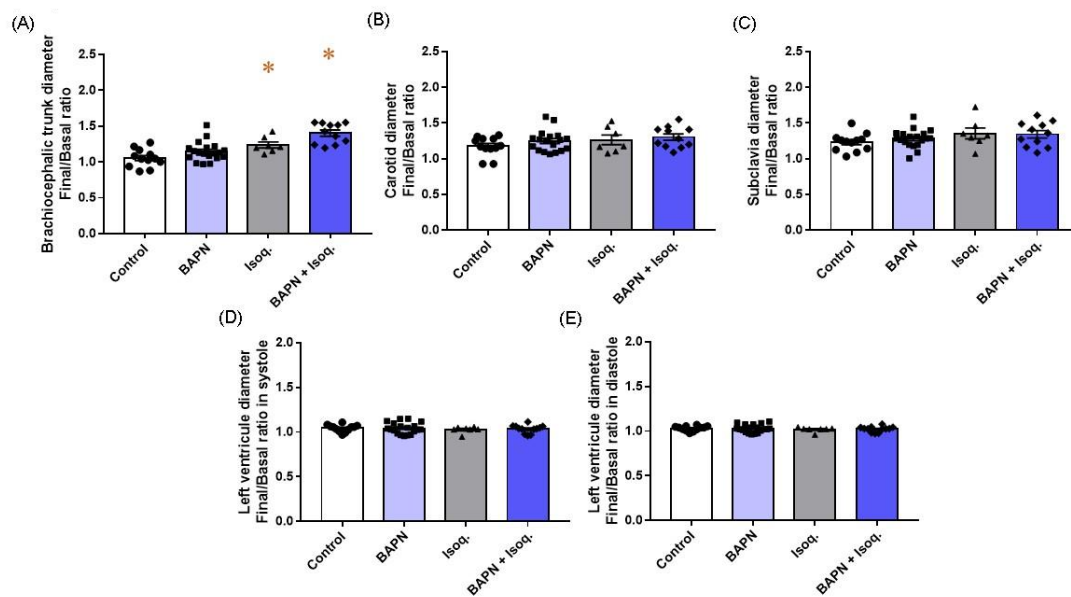 (A)
Brachiocephalic trunk diameter
Final/Basal ratio
2.5
2.0
1.5
1.0
0.5
0.0
*
*
Control
BAPN
Isoq.
BAPN + Isoq.
(B)
Carotid diameter
Final/Basal ratio
2.5
2.0
1.5
1.0
0.5
0.0
Control
BAPN
Isoq.
BAPN + Isoq.
(C)
Subclavia diameter
Final/Basal ratio
2.5
2.0
1.5
1.0
0.5
0.0
Control
BAPN
Isoq.
BAPN + Isoq.
(D)
Left ventricule diameter
Final/Basal ratio in systole
2.0
1.5
1.0
0.5
0.0
Control
BAPN
Isoq.
BAPN + Isoq.
(E)
Left ventricule diameter
Final/Basal ratio in diastole
2.0
1.5
1.0
0.5
0.0
Control
BAPN
Isoq.
BAPN + Isoq.